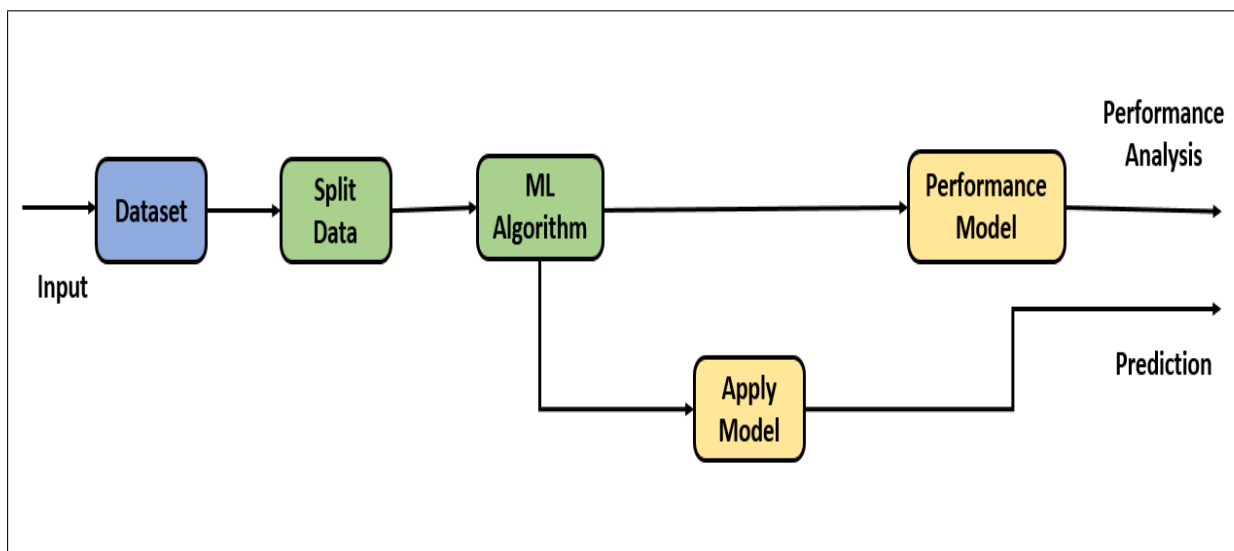 Performance
Analysis
Dataset
Split
Data
ML
Algorithm
Performance
Model
Input
Prediction
Apply
Model